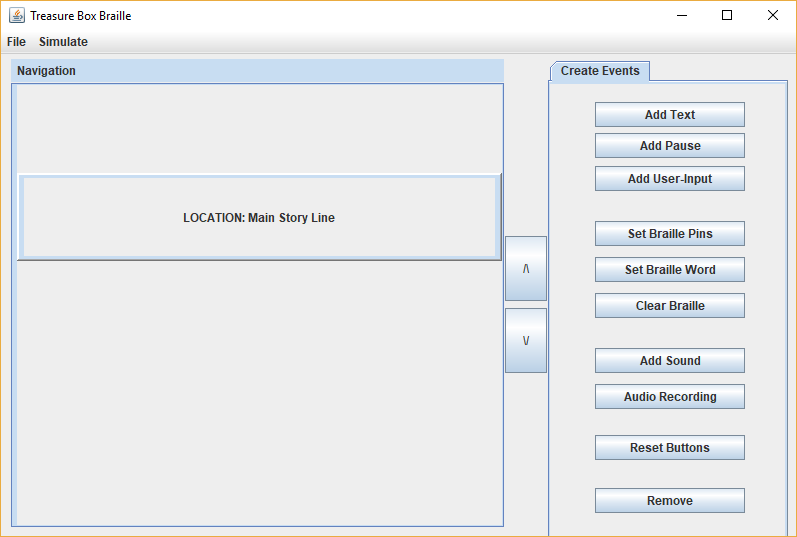 Treasure Box Braille
File Simulate
Navigation
LOCATION: Main Story Line
/\
\/
Create Events
Add Text
Add Pause
Add User-Input
Set Braille Pins
Set Braille Word
Clear Braille
Add Sound
Audio Recording
Reset Buttons
Remove